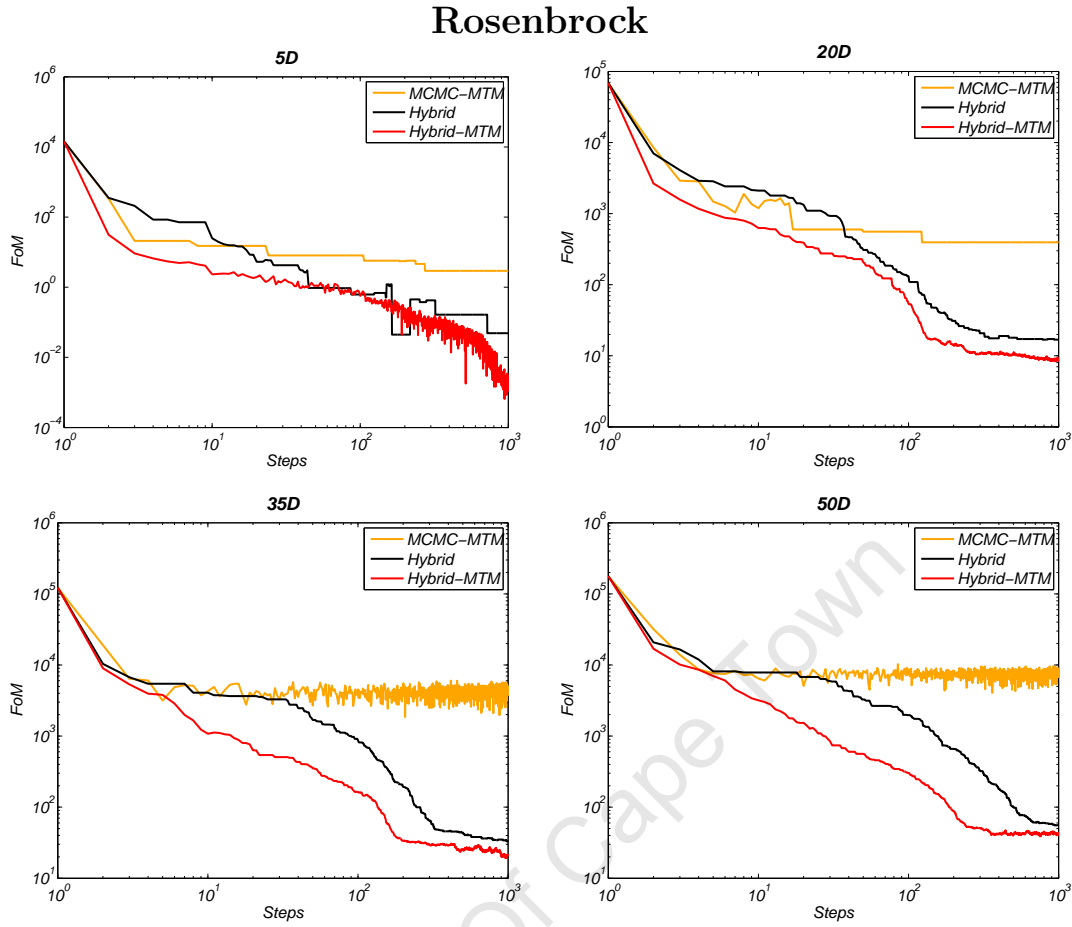 Rosenbrock
5D
10^6
10^4
10^2
10^0
10^-2
10^-4
FoM
MCMC-MTM
Hybrid
Hybrid-MTM
10^0
10^1
10^2
10^3
Steps
20D
10^5
10^4
10^3
10^2
10^1
10^0
FoM
MCMC-MTM
Hybrid
Hybrid-MTM
10^0
10^1
10^2
10^3
Steps
35D
10^6
10^5
10^4
10^3
10^2
10^1
FoM
MCMC-MTM
Hybrid
Hybrid-MTM
10^0
10^1
10^2
10^3
Steps
50D
10^6
10^5
10^4
10^3
10^2
10^1
FoM
MCMC-MTM
Hybrid
Hybrid-MTM
10^0
10^1
10^2
10^3
Steps
Of Cape Town